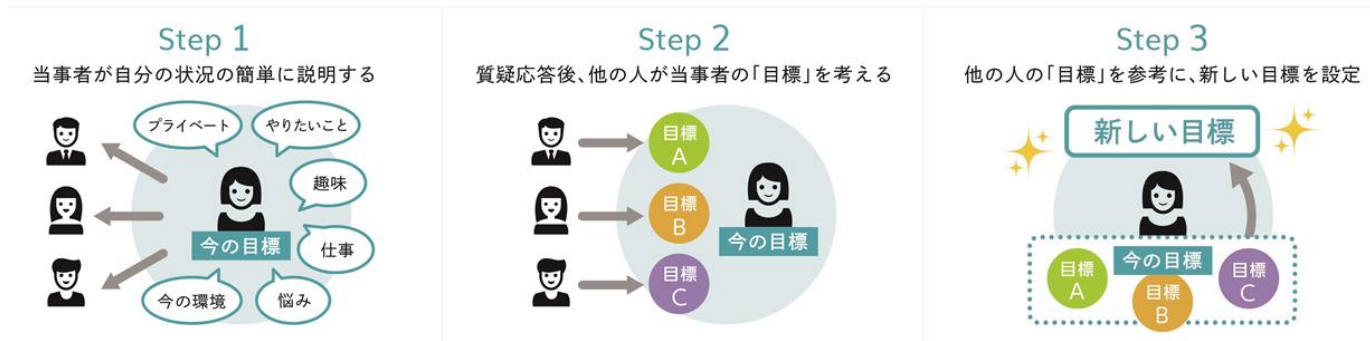 Step 1
当事者が自分の状況の簡単に説明する
プライベート
やりたいこと
趣味
今の目標
仕事
今の環境
悩み
Step 2
質疑応答後、他の人が当事者の「目標」を考える
目標
A
目標
B
今の目標
目標
C
Step 3
他の人の「目標」を参考に、新しい目標を設定
新しい目標
今の目標
目標
A
目標
B
目標
C